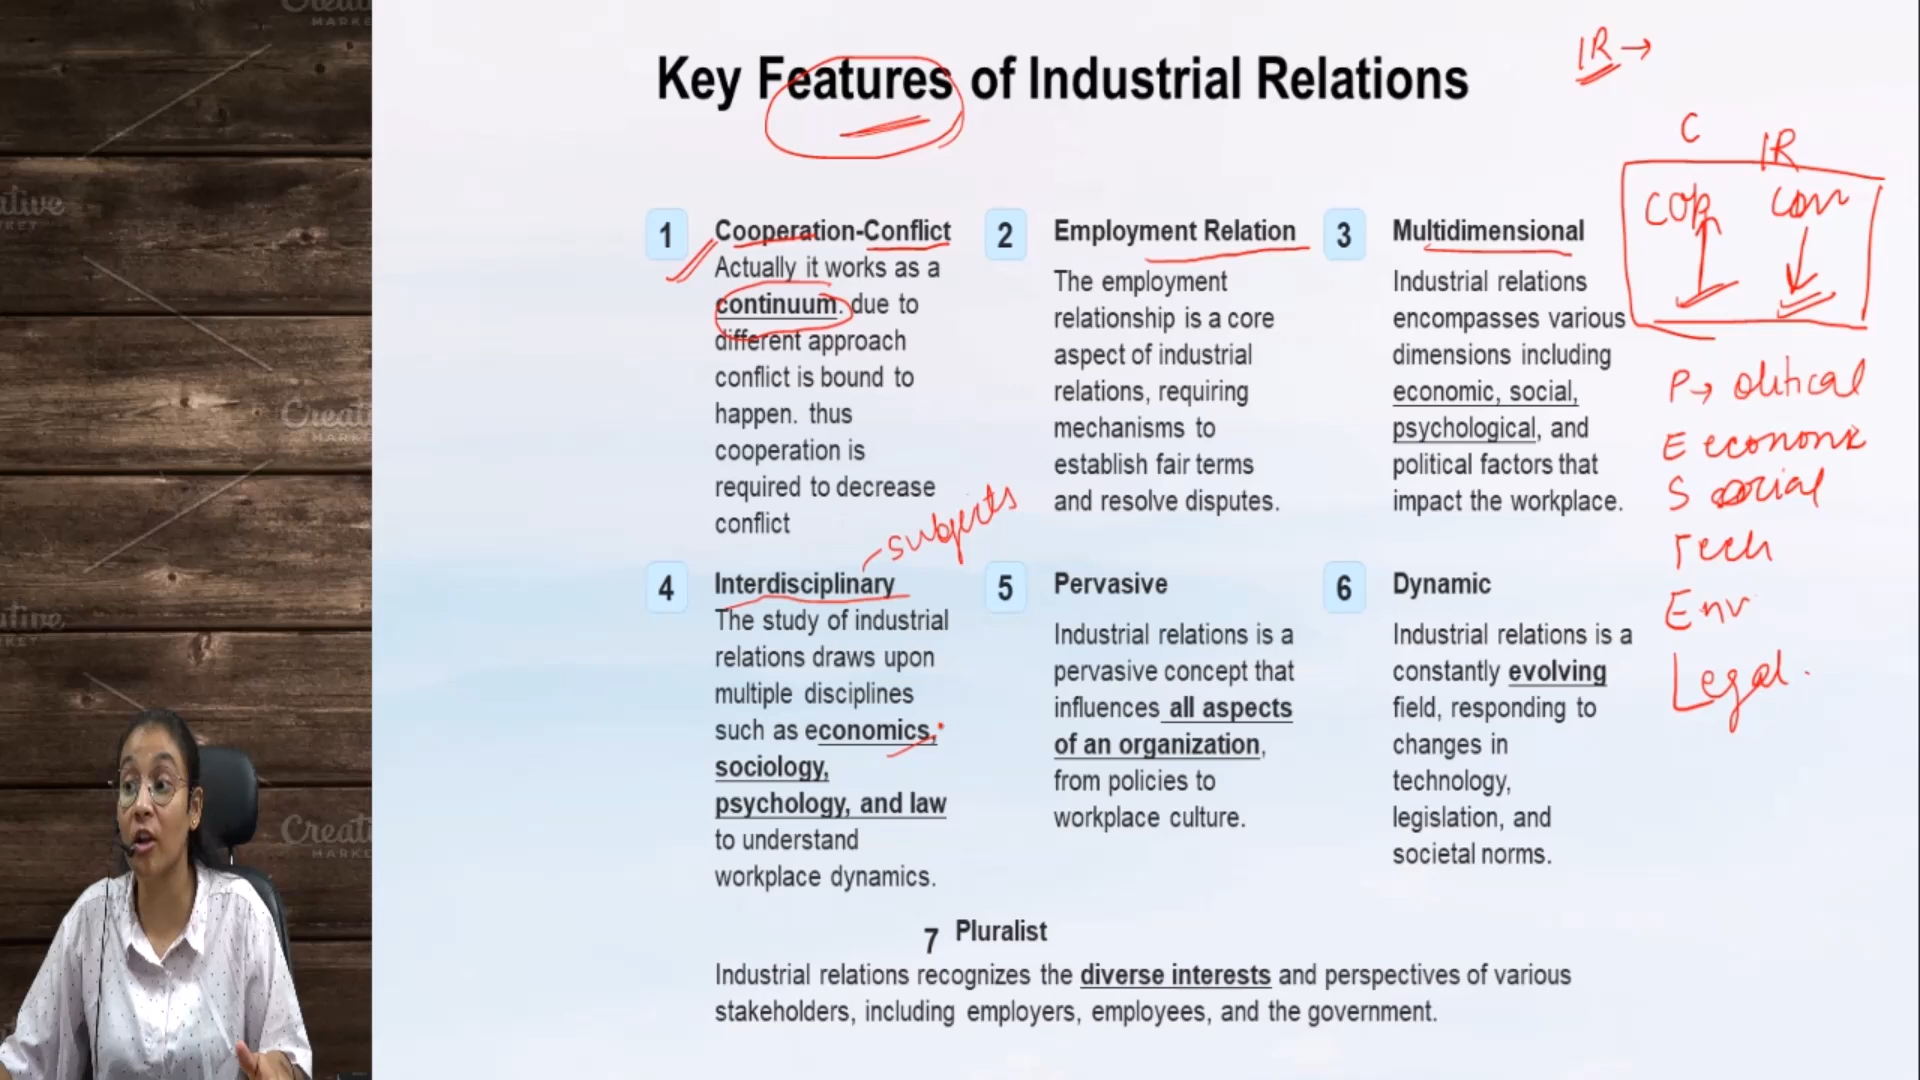 Key Features of Industrial Relations
IR →
C
IR
cop con
1 Cooperation-Conflict
Actually it works as a
continuum. due to
different approach
conflict is bound to
happen. thus
cooperation is
required to decrease
conflict
2 Employment Relation
The employment
relationship is a core
aspect of industrial
relations, requiring
mechanisms to
establish fair terms
and resolve disputes.
3 Multidimensional
Industrial relations
encompasses various
dimensions including
economic, social,
psychological, and
political factors that
impact the workplace.
P → olitical
E economic
S social
Tech
Env
Legal.
subjects
4 Interdisciplinary
The study of industrial
relations draws upon
multiple disciplines
such as economics,
sociology,
psychology, and law
to understand
workplace dynamics.
5 Pervasive
Industrial relations is a
pervasive concept that
influences all aspects
of an organization,
from policies to
workplace culture.
6 Dynamic
Industrial relations is a
constantly evolving
field, responding to
changes in
technology,
legislation, and
societal norms.
7 Pluralist
Industrial relations recognizes the diverse interests and perspectives of various
stakeholders, including employers, employees, and the government.